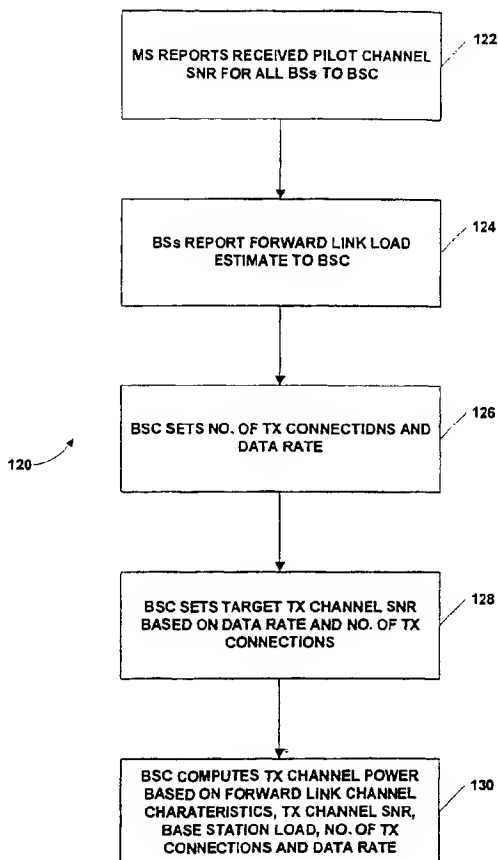 MS REPORTS RECEIVED PILOT CHANNEL
SNR FOR ALL BSs TO BSC
122
BSs REPORT FORWARD LINK LOAD
ESTIMATE TO BSC
124
BSC SETS NO. OF TX CONNECTIONS AND
DATA RATE
126
120
BSC SETS TARGET TX CHANNEL SNR
BASED ON DATA RATE AND NO. OF TX
CONNECTIONS
128
BSC COMPUTES TX CHANNEL POWER
BASED ON FORWARD LINK CHANNEL
CHARATERISTICS, TX CHANNEL SNR,
BASE STATION LOAD, NO. OF TX
CONNECTIONS AND DATA RATE
130